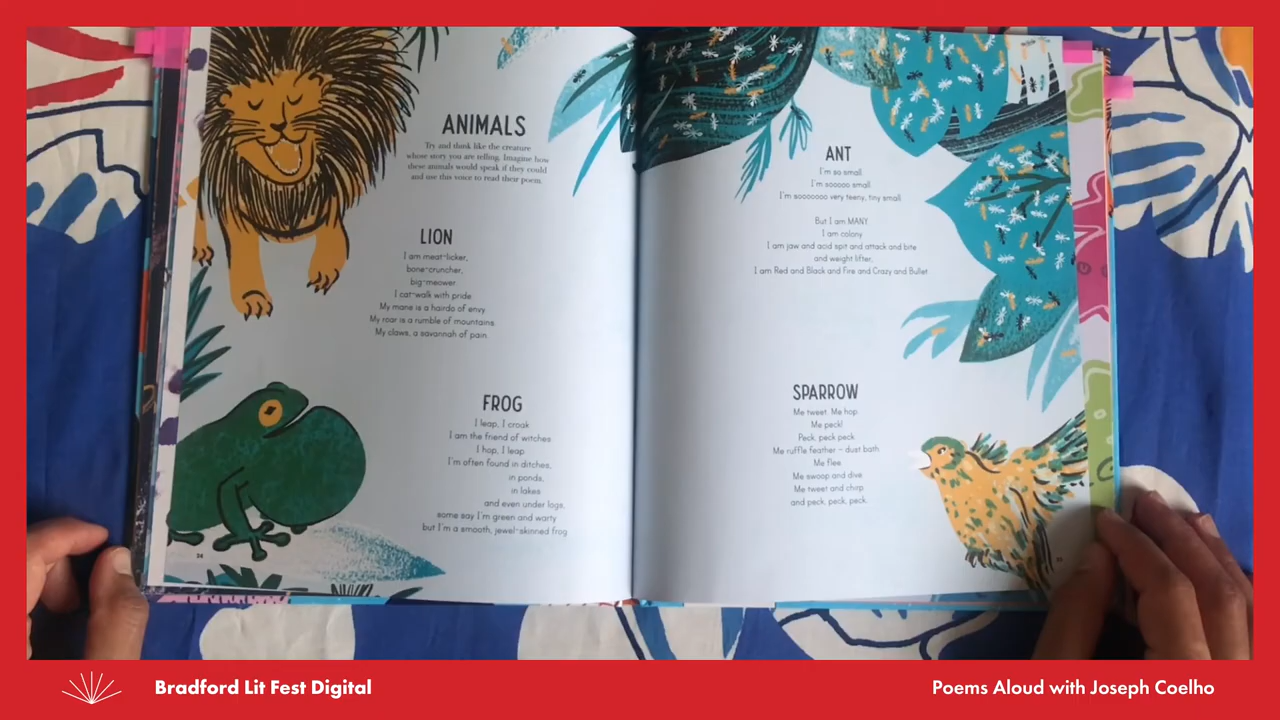 ANIMALS
Try and think like the creature
whose story you are telling. Imagine how
these animals would speak if they could
and use this voice to read their poem.
LION
I am meat-licker,
bone-cruncher,
big-meower.
I cat-walk with pride
My mane is a hairdo of envy
My roar is a rumble of mountains
My claws, a savannah of pain
FROG
I leap, I croak
I am the friend of witches
I hop, I leap
I'm often found in ditches,
in ponds,
in lakes
and even under logs,
some say I'm green and warty
but I'm a smooth, jewel-skinned frog
34
ANT
I'm so small.
I'm sooooo small.
I'm sooooooo very teeny, tiny small.
But I am MANY.
I am colony
I am jaw and acid spit and attack and bite
and weight lifter,
I am Red and Black and Fire and Crazy and Bullet
SPARROW
Me tweet. Me hop.
Me peck!
Peck, peck peck.
Me ruffle feather – dust bath
Me flee
Me swoop and dive
Me tweet and chirp
and peck, peck, peck.
Bradford Lit Fest Digital
Poems Aloud with Joseph Coelho